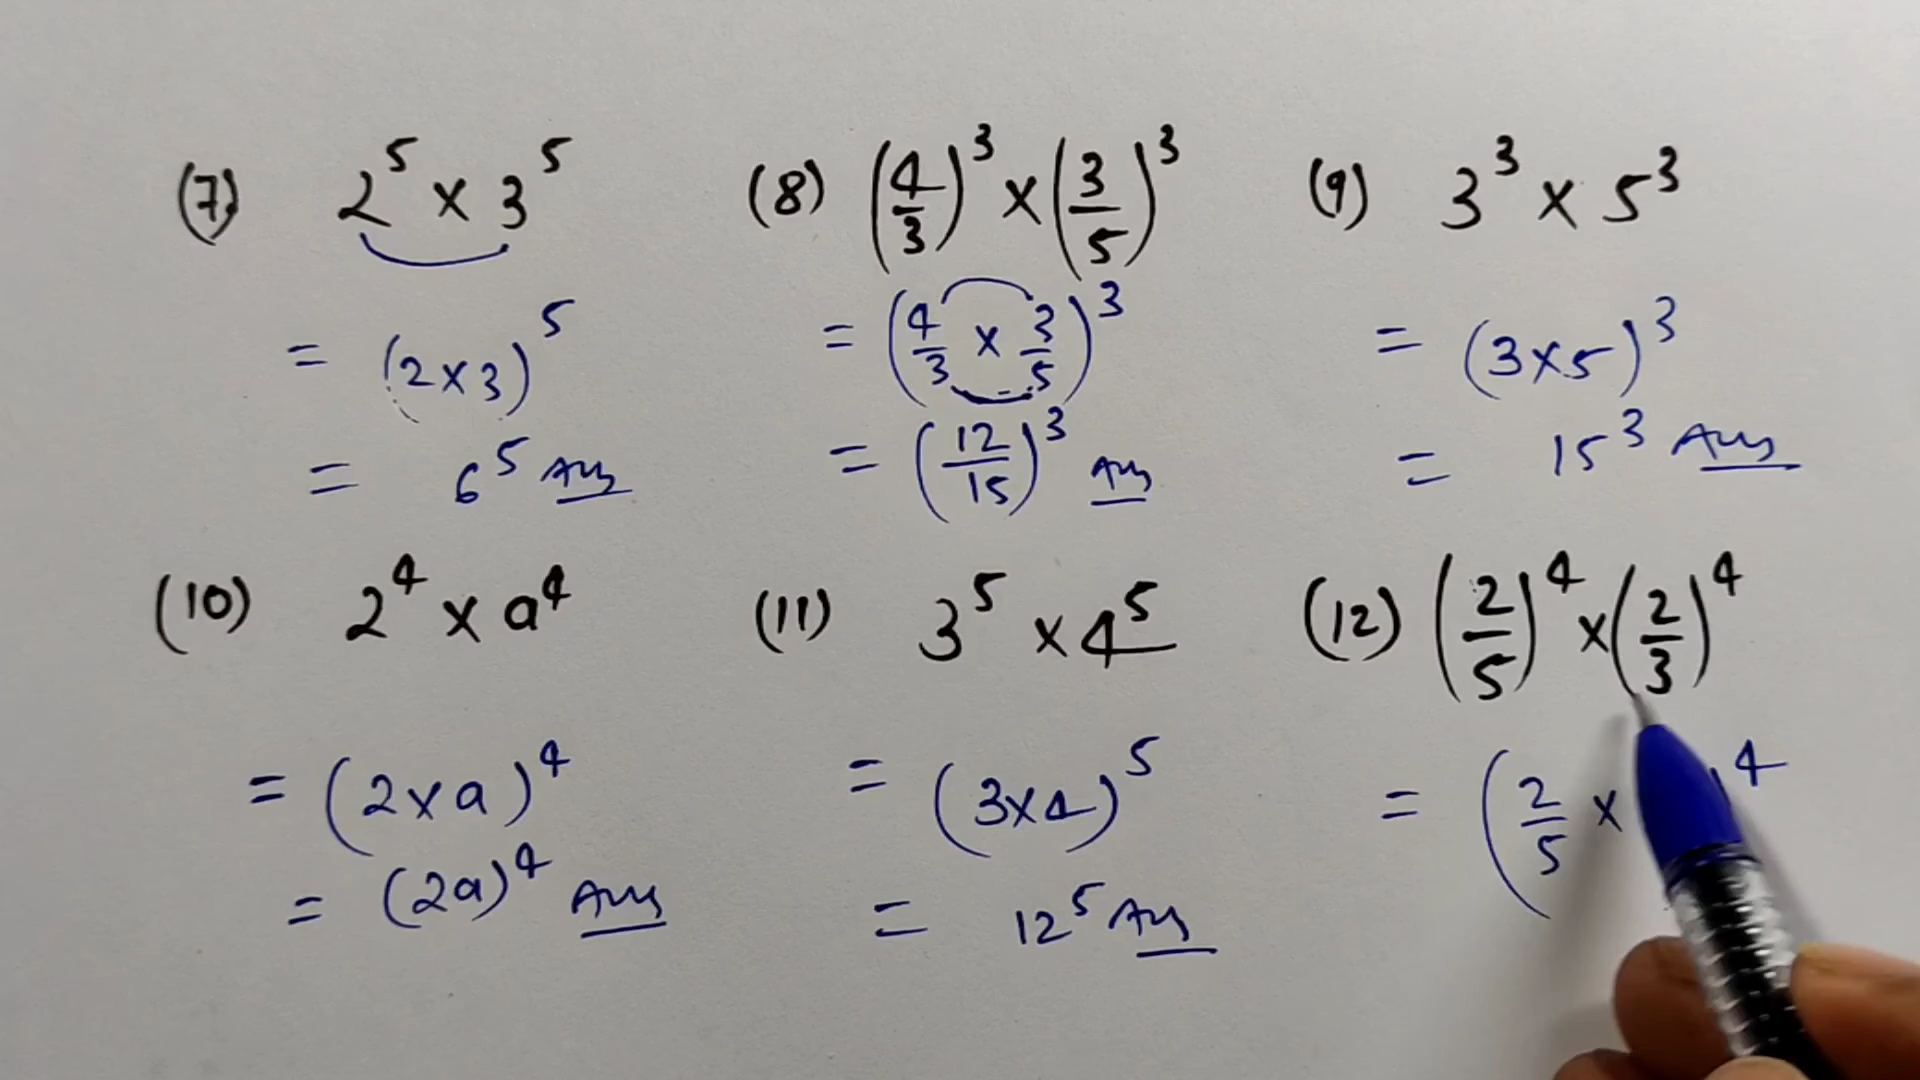 (7) 2⁵ × 3⁵
= (2×3)⁵
= 6⁵ Ans
(8) (4/3)³ × (3/5)³
= (4/3 × 3/5)³
= (12/15)³ Ans
(9) 3³ × 5³
= (3×5)³
= 15³ Ans
(10) 2⁴ × a⁴
= (2×a)⁴
= (2a)⁴ Ans
(11) 3⁵ × 4⁵
= (3×4)⁵
= 12⁵ Ans
(12) (2/5)⁴ × (2/3)⁴
= (2/5 × )⁴